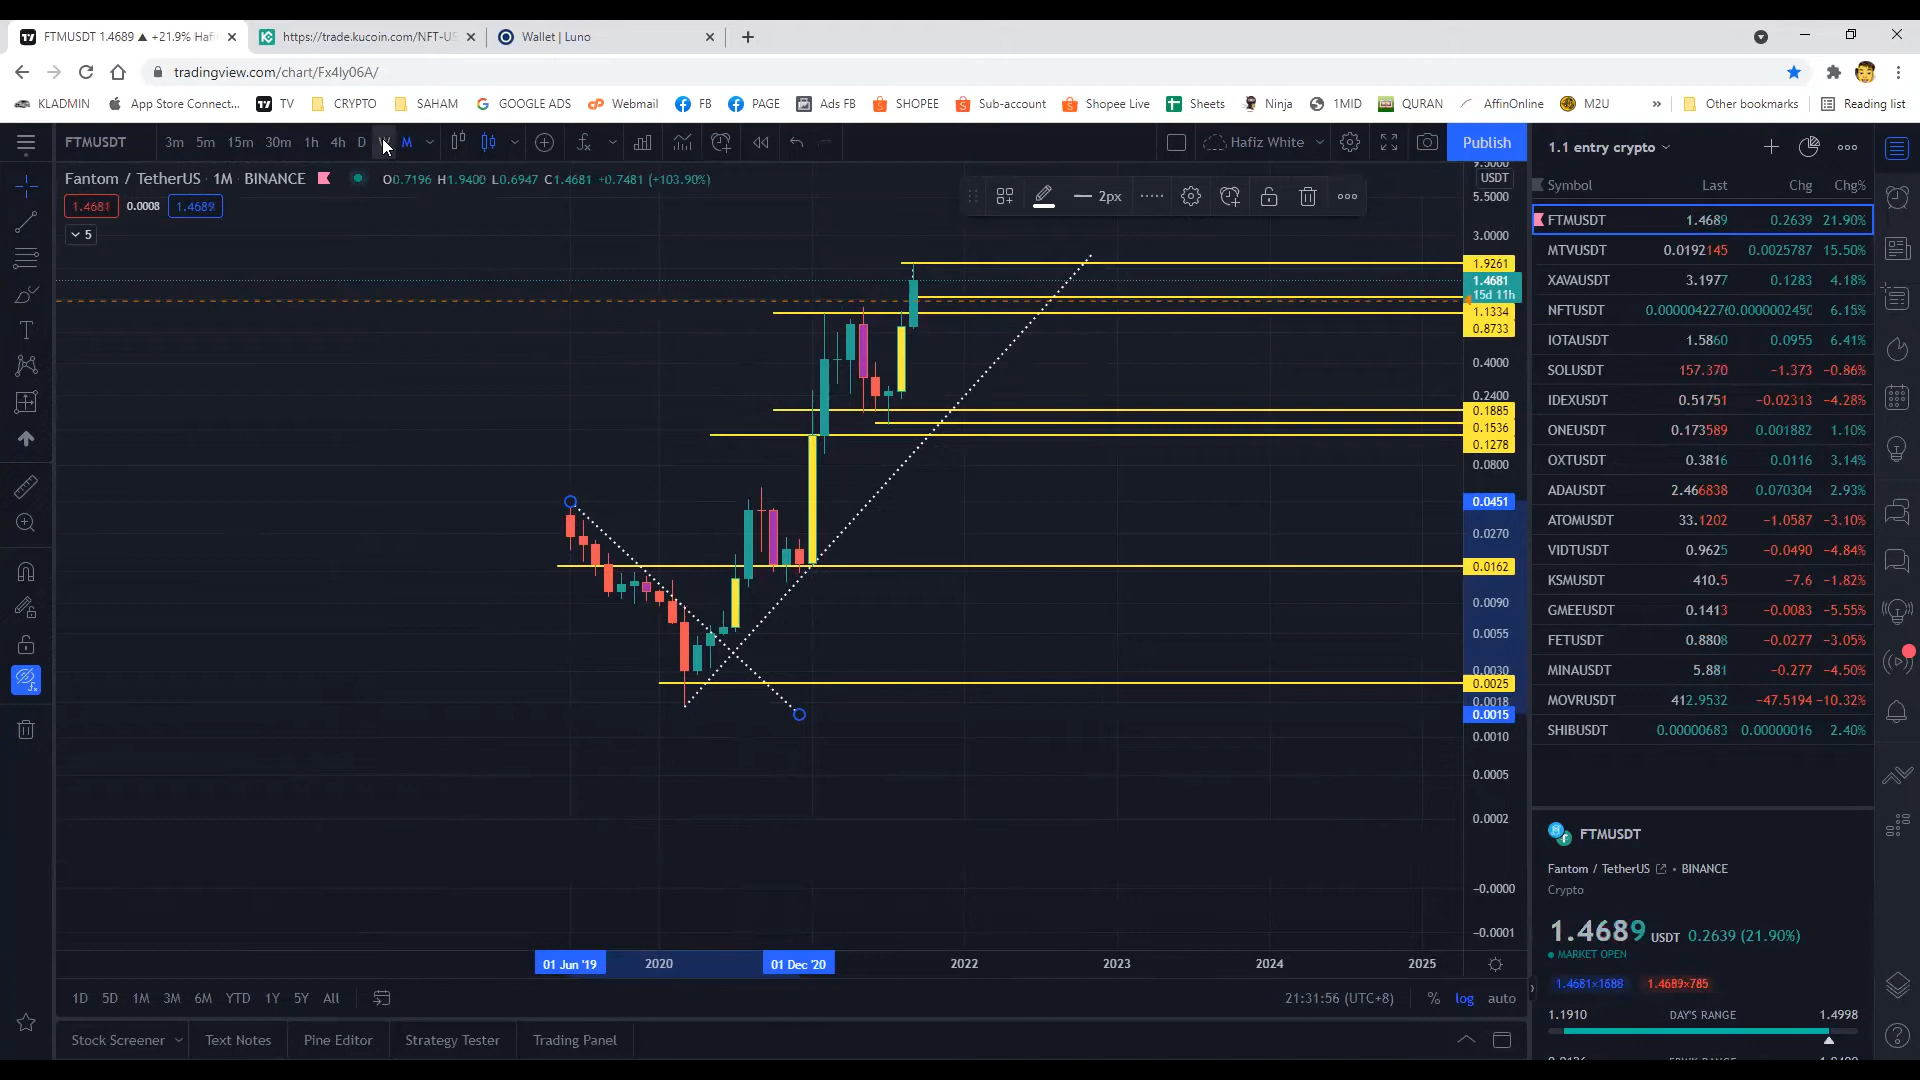 FTMUSDT 1.4689 ▲ +21.9% Hafi
https://trade.kucoin.com/NFT-US
Wallet | Luno
tradingview.com/chart/Fx4ly06A/
KLADMIN App Store Connect... TV CRYPTO SAHAM GOOGLE ADS Webmail FB PAGE Ads FB SHOPEE Sub-account Shopee Live Sheets Ninja 1MID QURAN AffinOnline M2U » Other bookmarks Reading list
FTMUSDT 3m 5m 15m 30m 1h 4h D W M Hafiz White Publish
Fantom / TetherUS · 1M · BINANCE O0.7196 H1.9400 L0.6947 C1.4681 +0.7481 (+103.90%)
1.4681 0.0008 1.4689
5
2px
USDT
5.5000
3.0000
1.9261
1.4681
15d 11h
1.1334
0.8733
0.4000
0.2400
0.1885
0.1536
0.1278
0.0800
0.0451
0.0270
0.0162
0.0090
0.0055
0.0030
0.0025
0.0018
0.0015
0.0010
0.0005
0.0002
−0.0000
−0.0001
01 Jun '19 2020 01 Dec '20 2022 2023 2024 2025
1D 5D 1M 3M 6M YTD 1Y 5Y All 21:31:56 (UTC+8) % log auto
Stock Screener Text Notes Pine Editor Strategy Tester Trading Panel
1.1 entry crypto
Symbol Last Chg Chg%
FTMUSDT 1.4689 0.2639 21.90%
MTVUSDT 0.0192145 0.0025787 15.50%
XAVAUSDT 3.1977 0.1283 4.18%
NFTUSDT 6.15%
IOTAUSDT 1.5860 0.0955 6.41%
SOLUSDT 157.370 −1.373 −0.86%
IDEXUSDT 0.51751 −0.02313 −4.28%
ONEUSDT 0.173589 0.001882 1.10%
OXTUSDT 0.3816 0.0116 3.14%
ADAUSDT 2.466838 0.070304 2.93%
ATOMUSDT 33.1202 −1.0587 −3.10%
VIDTUSDT 0.9625 −0.0490 −4.84%
KSMUSDT 410.5 −7.6 −1.82%
GMEEUSDT 0.1413 −0.0083 −5.55%
FETUSDT 0.8808 −0.0277 −3.05%
MINAUSDT 5.881 −0.277 −4.50%
MOVRUSDT 412.9532 −47.5194 −10.32%
SHIBUSDT 0.00000683 0.00000016 2.40%
FTMUSDT
Fantom / TetherUS • BINANCE
Crypto
1.4689 USDT 0.2639 (21.90%)
MARKET OPEN
1.4681×1688 1.4689×785
1.1910 DAY'S RANGE 1.4998